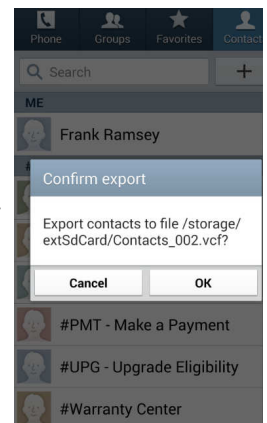 Phone Groups Favorites Contact
Search
ME
Frank Ramsey
#
Confirm export
Export contacts to file /storage/
extSdCard/Contacts_002.vcf?
Cancel OK
#PMT - Make a Payment
#UPG - Upgrade Eligibility
#Warranty Center